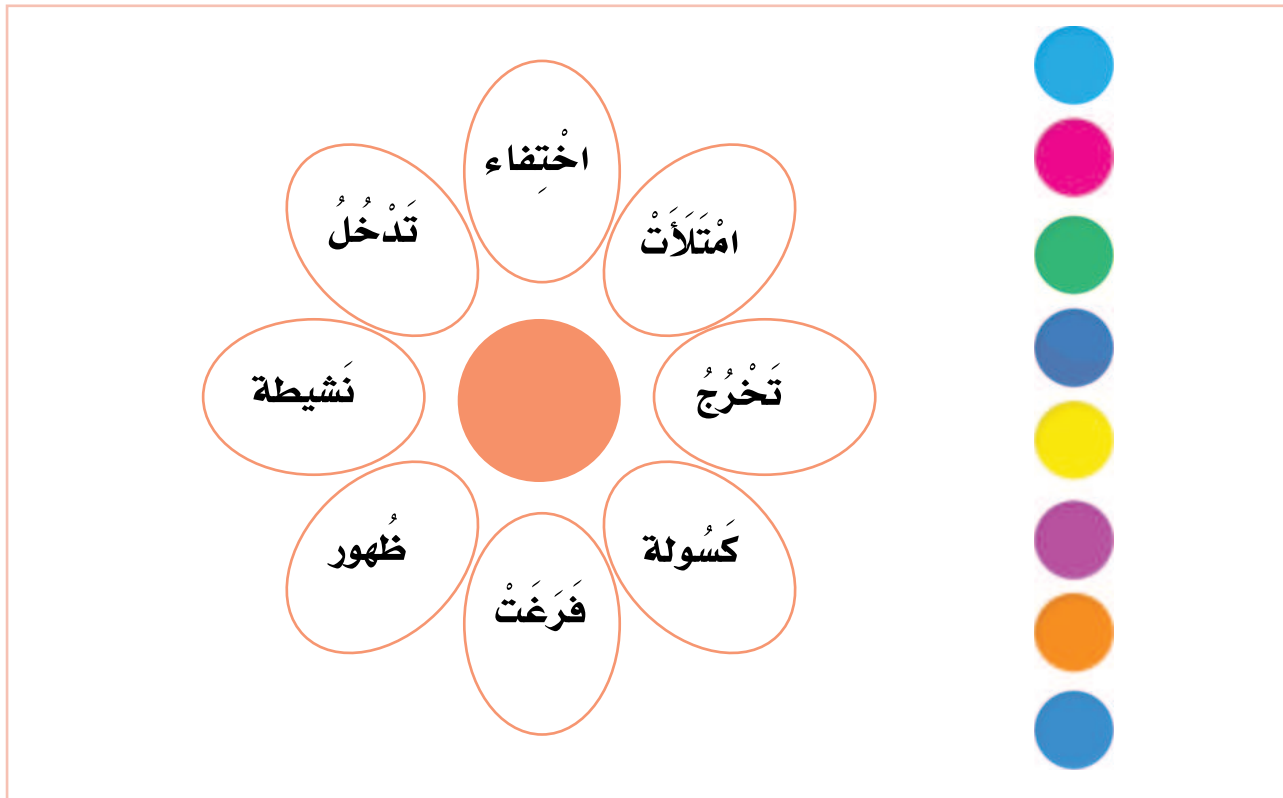 اخْتِفاءِ
امْتَلَأَتْ
تَدْخُلُ
تَخْرُجُ
نَشيطة
كَسُولة
ظُهور
فَرَغَتْ